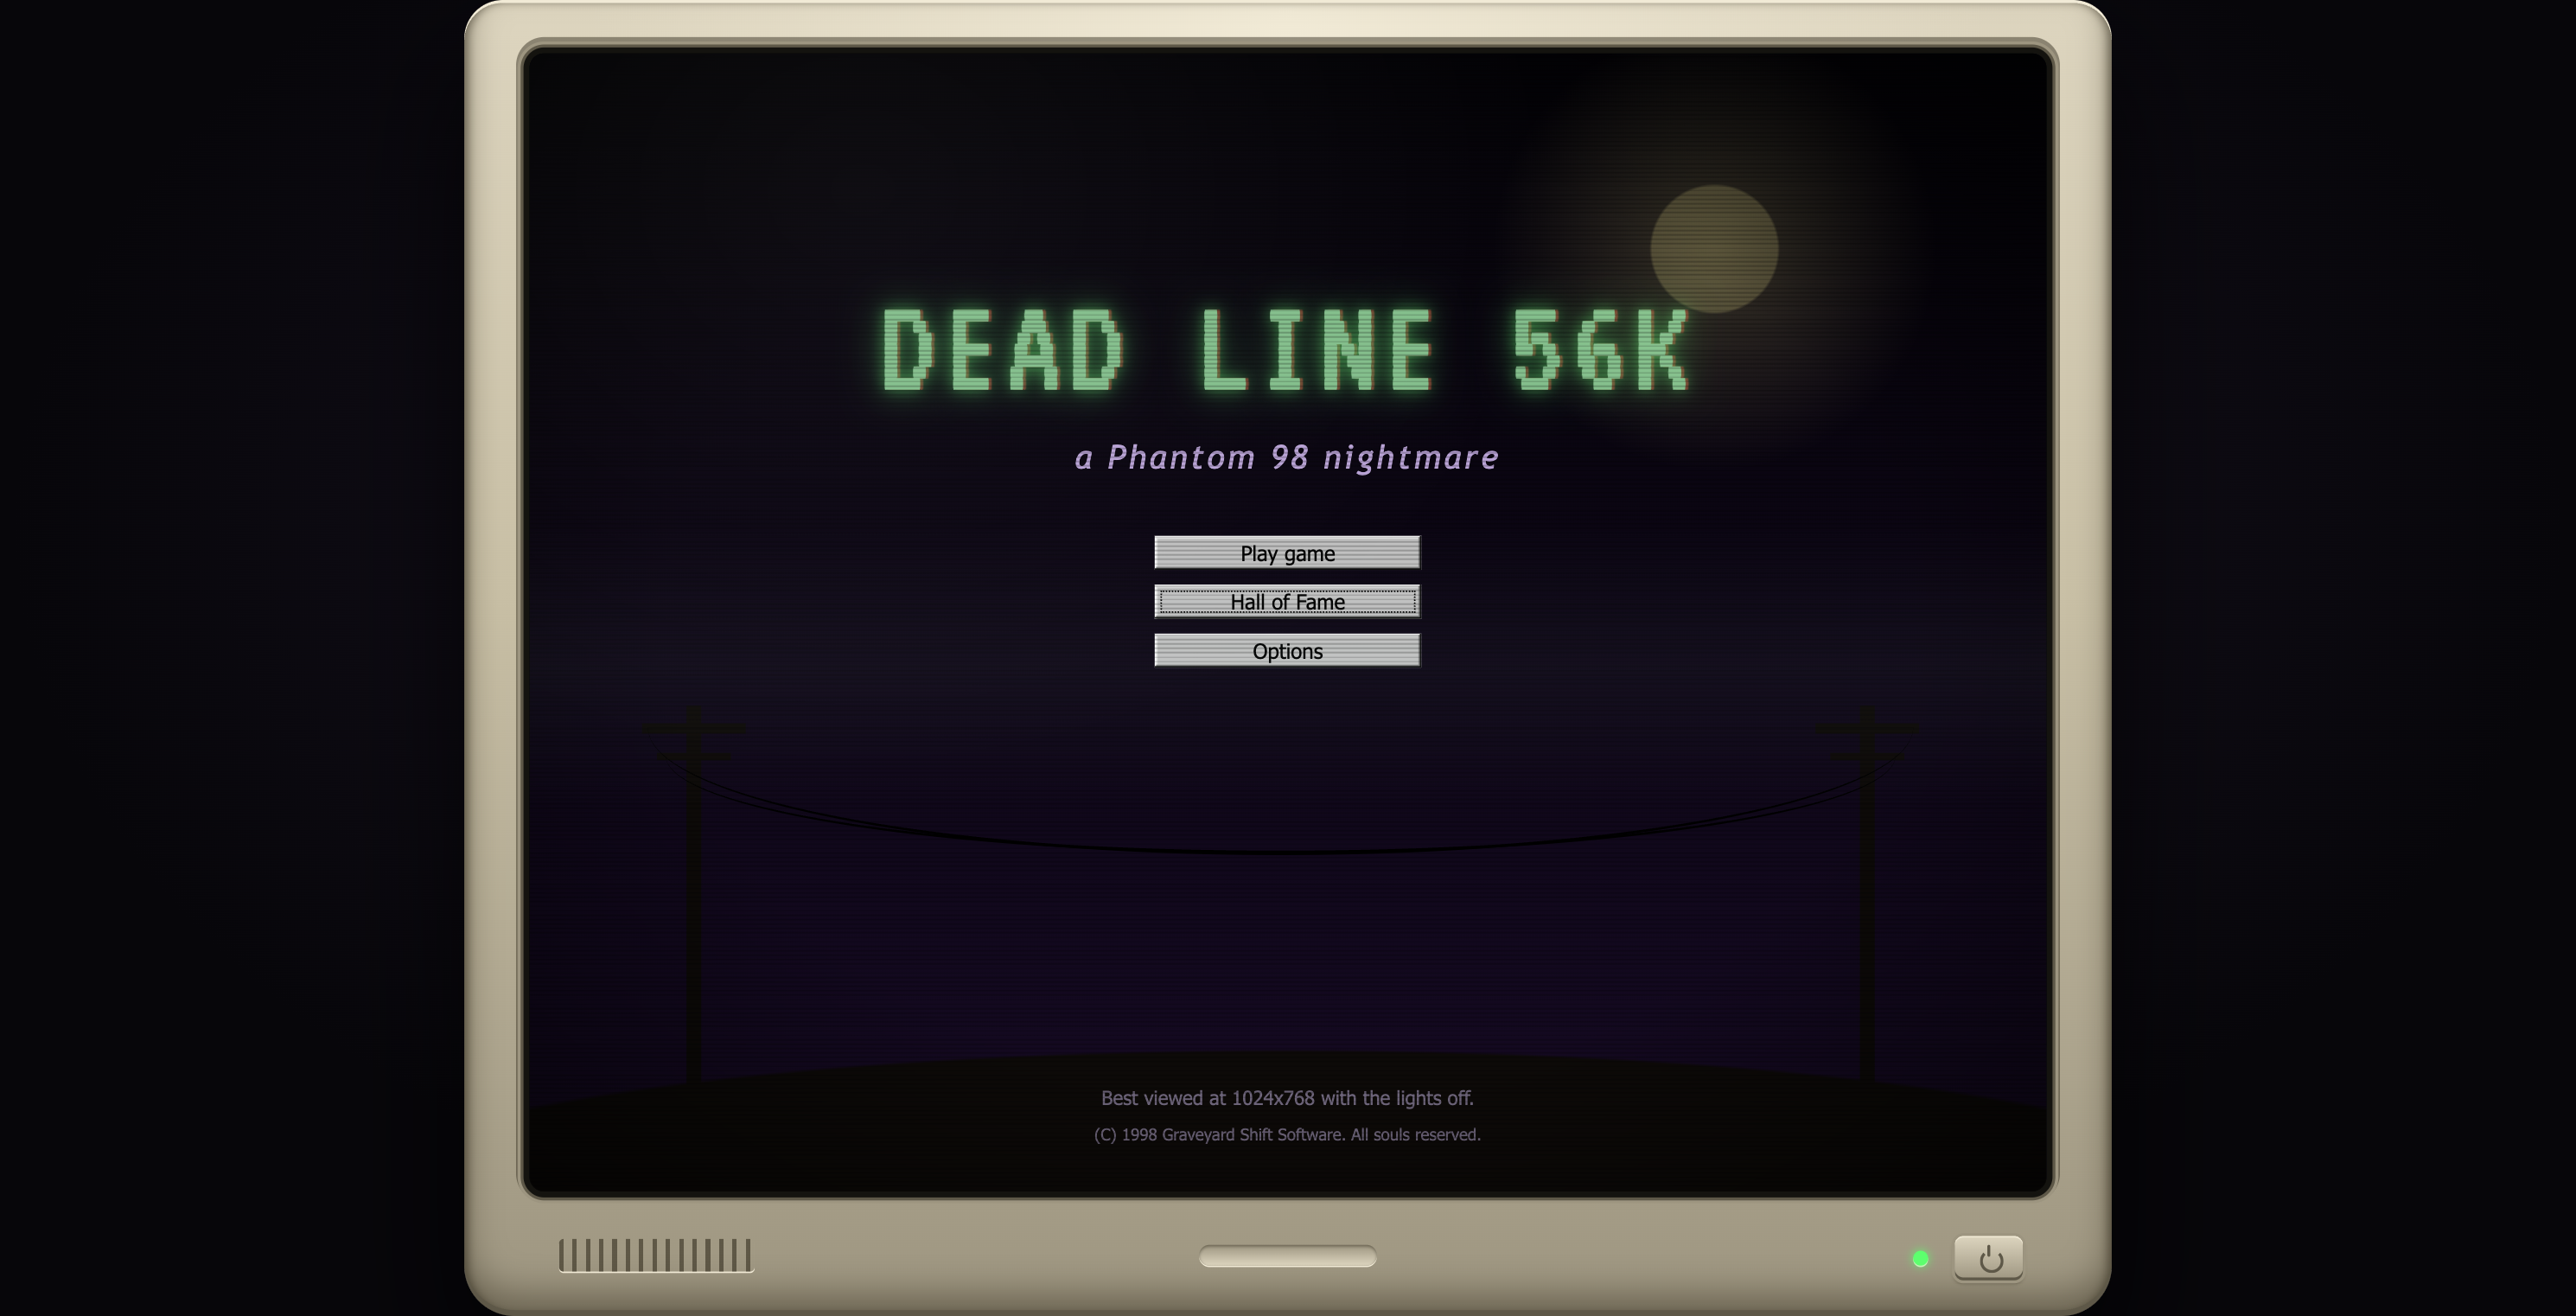 DEAD LINE 56K
a Phantom 98 nightmare
Play game
Hall of Fame
Options
Best viewed at 1024x768 with the lights off.
(C) 1998 Graveyard Shift Software. All souls reserved.